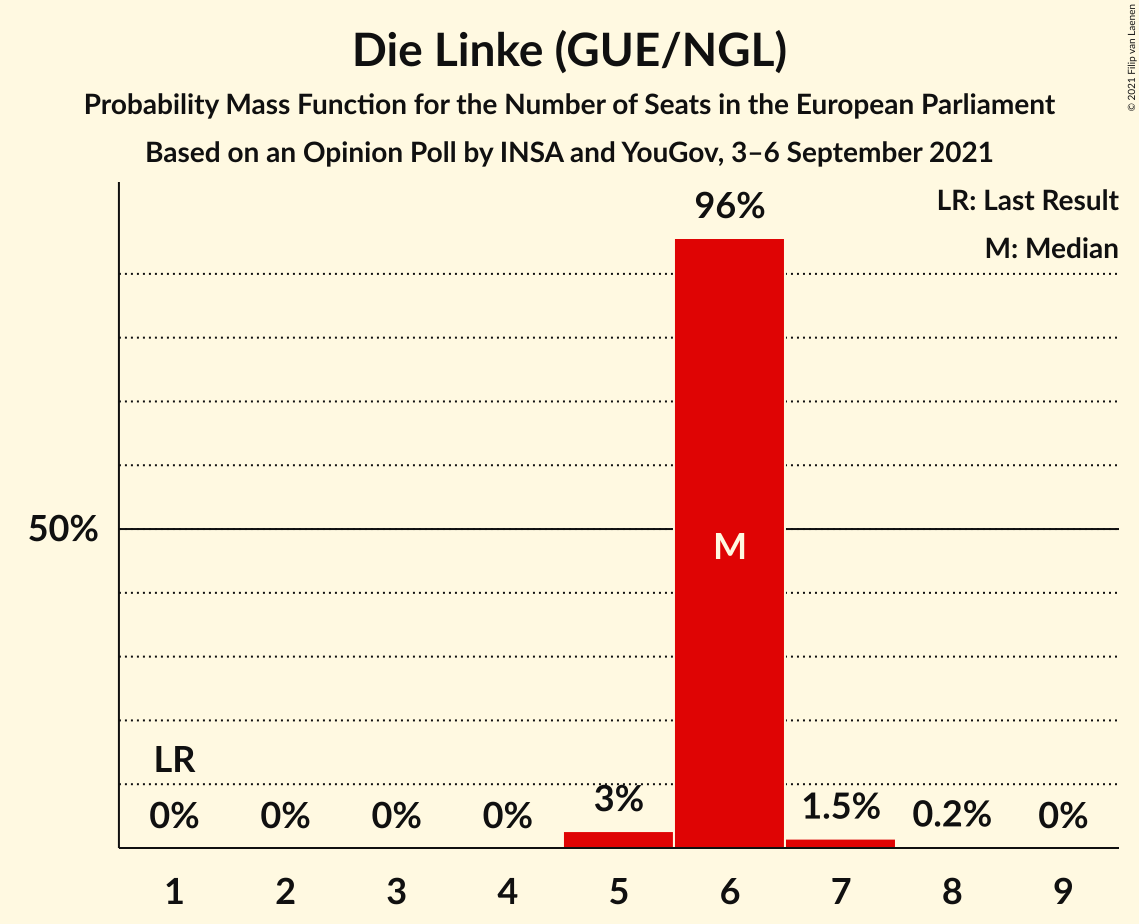 Die Linke (GUE/NGL)
Probability Mass Function for the Number of Seats in the European Parliament
Based on an Opinion Poll by INSA and YouGov, 3–6 September 2021
© 2021 Filip van Laenen
LR: Last Result
M: Median
96%
50%
M
LR
0%
0%
0%
0%
3%
1.5%
0.2%
0%
1
2
3
4
5
6
7
8
9